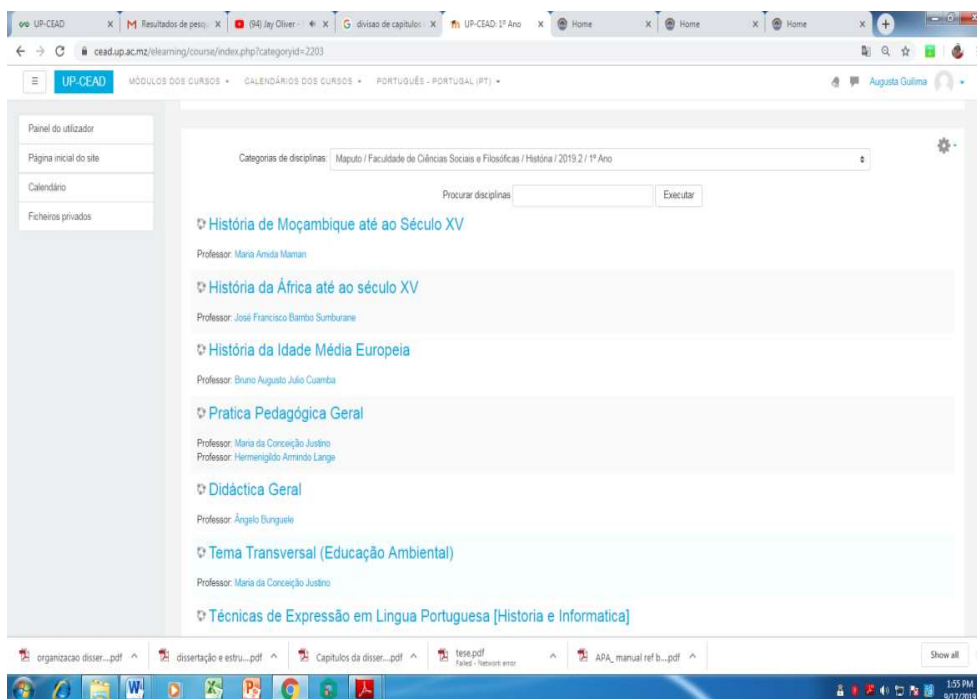 UP-CEAD
Resultados de pesq
(94) Jay Oliver -
divisao de capitulos
UP-CEAD: 1º Ano
Home
Home
Home
cead.up.ac.mz/elearning/course/index.php?categoryid=2203
UP-CEAD
MÓDULOS DOS CURSOS
CALENDÁRIOS DOS CURSOS
PORTUGUÊS - PORTUGAL (PT)
Augusta Guilima
Painel do utilizador
Página inicial do site
Calendário
Ficheiros privados
Categorias de disciplinas: Maputo / Faculdade de Ciências Sociais e Filosóficas / História / 2019.2 / 1º Ano
Procurar disciplinas
Executar
História de Moçambique até ao Século XV
Professor: Maria Amida Maman
História da África até ao século XV
Professor: José Francisco Bambo Sumburane
História da Idade Média Europeia
Professor: Bruno Augusto Julio Cuamba
Pratica Pedagógica Geral
Professor: Maria da Conceição Justino
Professor: Hermenigildo Armindo Lange
Didáctica Geral
Professor: Ângelo Bunguele
Tema Transversal (Educação Ambiental)
Professor: Maria da Conceição Justino
Técnicas de Expressão em Lingua Portuguesa [Historia e Informatica]
organizacao disser....pdf
dissertação e estru....pdf
Capitulos da disser....pdf
tese.pdf
Failed - Network error
APA_ manual ref b....pdf
Show all
1:55 PM
9/17/2019